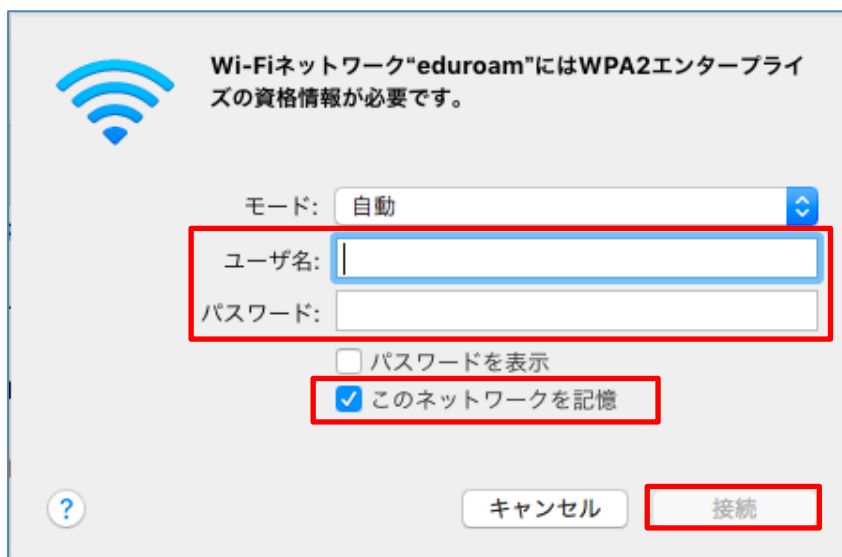 Wi-Fiネットワーク“eduroam”にはWPA2エンタープライ
ズの資格情報が必要です。
モード: 自動
ユーザ名:
パスワード:
パスワードを表示
このネットワークを記憶
? キャンセル 接続